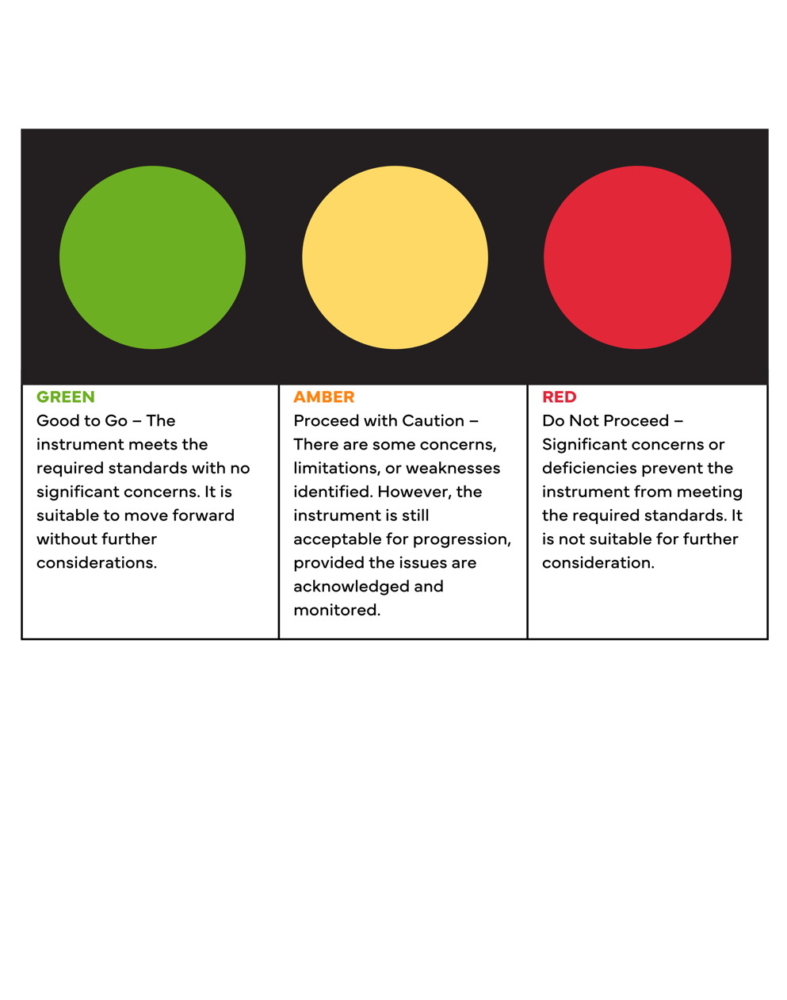 GREEN
Good to Go – The
instrument meets the
required standards with no
significant concerns. It is
suitable to move forward
without further
considerations.
AMBER
Proceed with Caution –
There are some concerns,
limitations, or weaknesses
identified. However, the
instrument is still
acceptable for progression,
provided the issues are
acknowledged and
monitored.
RED
Do Not Proceed –
Significant concerns or
deficiencies prevent the
instrument from meeting
the required standards. It
is not suitable for further
consideration.